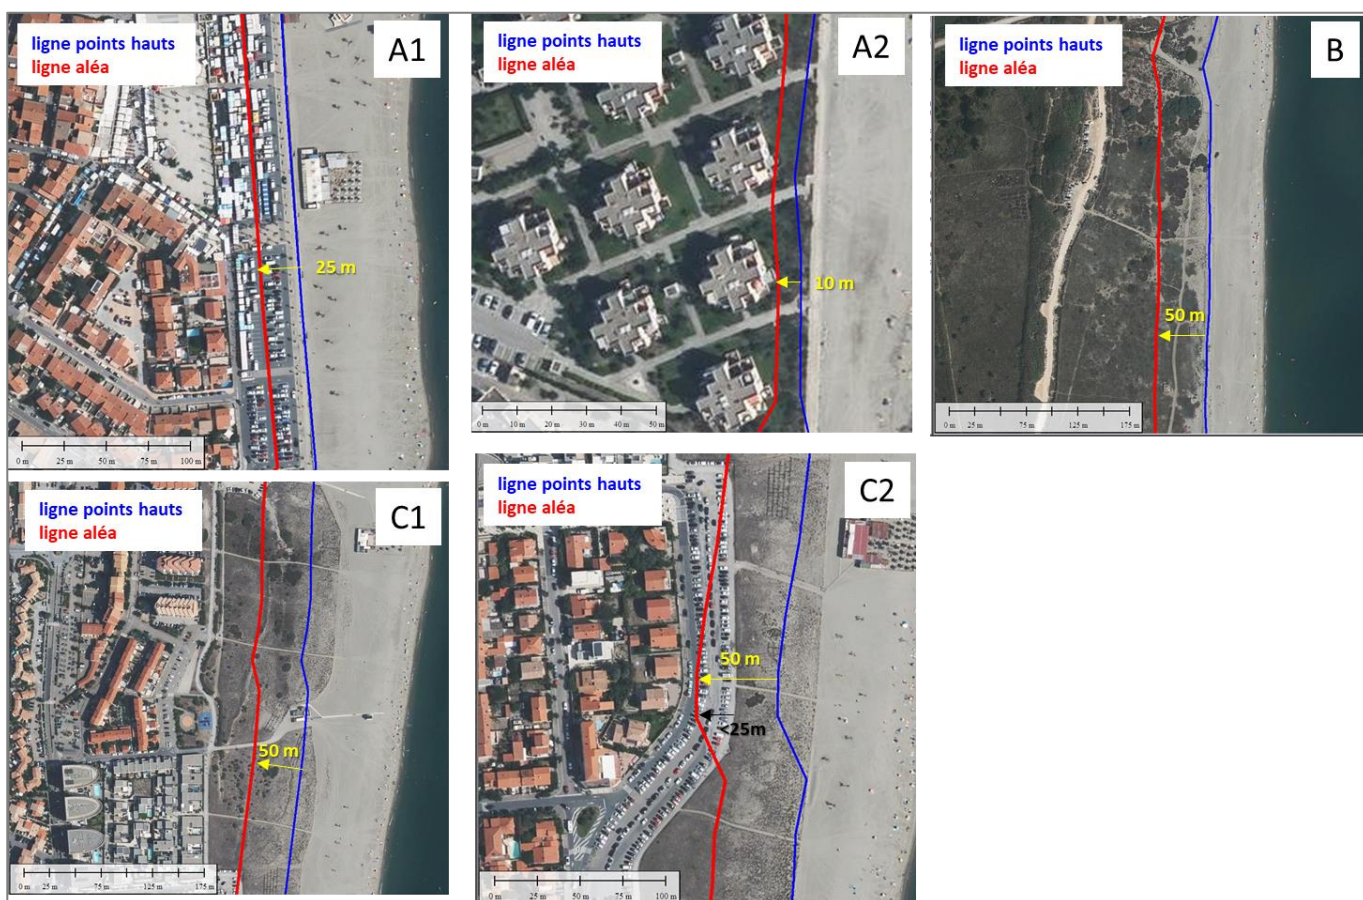 ligne points hauts
ligne aléa
A1
25 m
0 m 25 m 50 m 75 m 100 m
ligne points hauts
ligne aléa
A2
10 m
0 m 10 m 20 m 30 m 40 m 50 m
ligne points hauts
ligne aléa
B
50 m
0 m 25 m 75 m 125 m 175 m
ligne points hauts
ligne aléa
C1
50 m
0 m 25 m 75 m 125 m 175 m
ligne points hauts
ligne aléa
C2
50 m
<25m
0 m 25 m 50 m 75 m 100 m